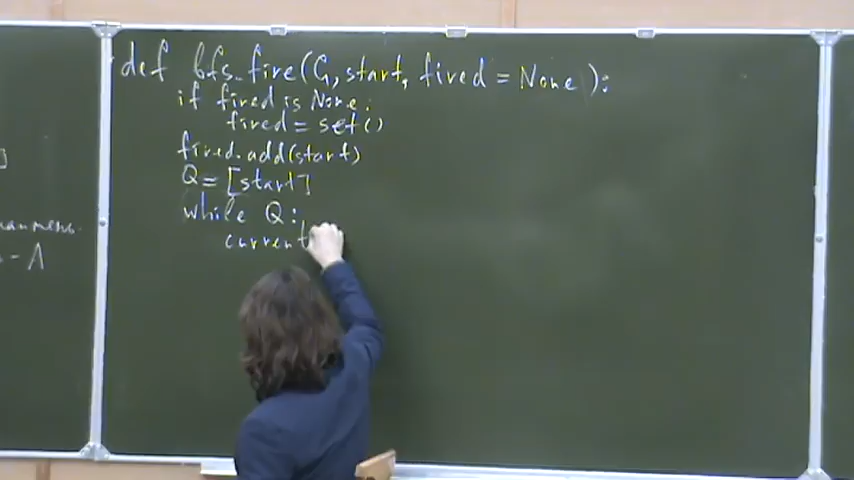 ]
- A
def bfs_fire(G, start, fired = None):
if fired is None:
fired = set()
fired.add(start)
Q = [start]
while Q:
current